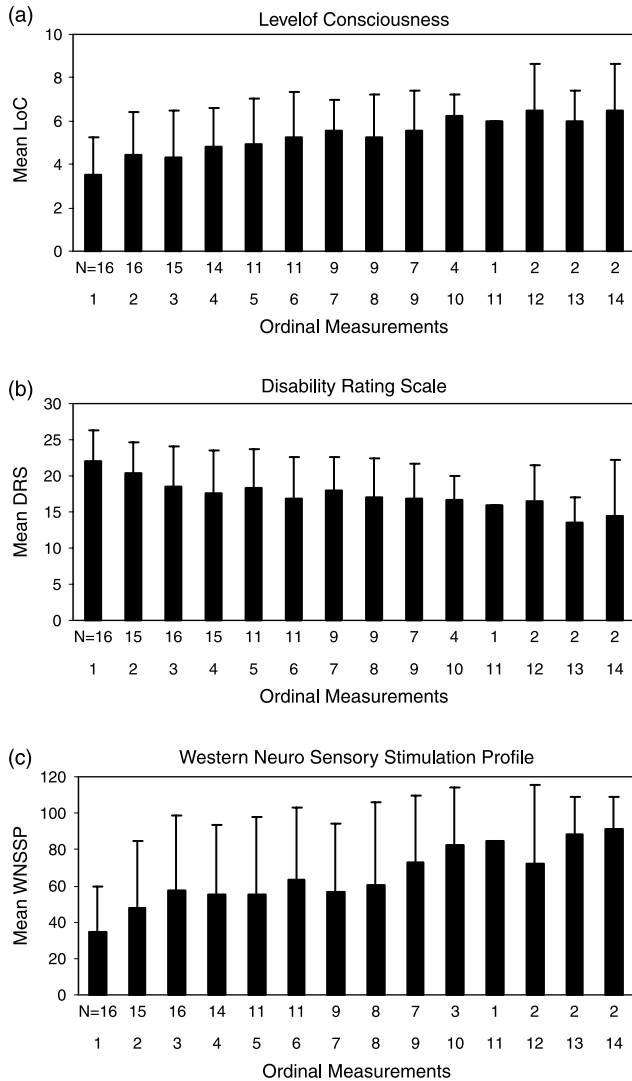 (a)
Levelof Consciousness
10
8
6
4
2
0
Mean LoC
N=16 16 15 14 11 11 9 9 7 4 1 2 2 2
1 2 3 4 5 6 7 8 9 10 11 12 13 14
Ordinal Measurements
(b)
Disability Rating Scale
30
25
20
15
10
5
0
Mean DRS
N=16 15 16 15 11 11 9 9 7 4 1 2 2 2
1 2 3 4 5 6 7 8 9 10 11 12 13 14
Ordinal Measurements
(c)
Western Neuro Sensory Stimulation Profile
120
100
80
60
40
20
0
Mean WNSSP
N=16 15 16 14 11 11 9 8 7 3 1 2 2 2
1 2 3 4 5 6 7 8 9 10 11 12 13 14
Ordinal Measurements